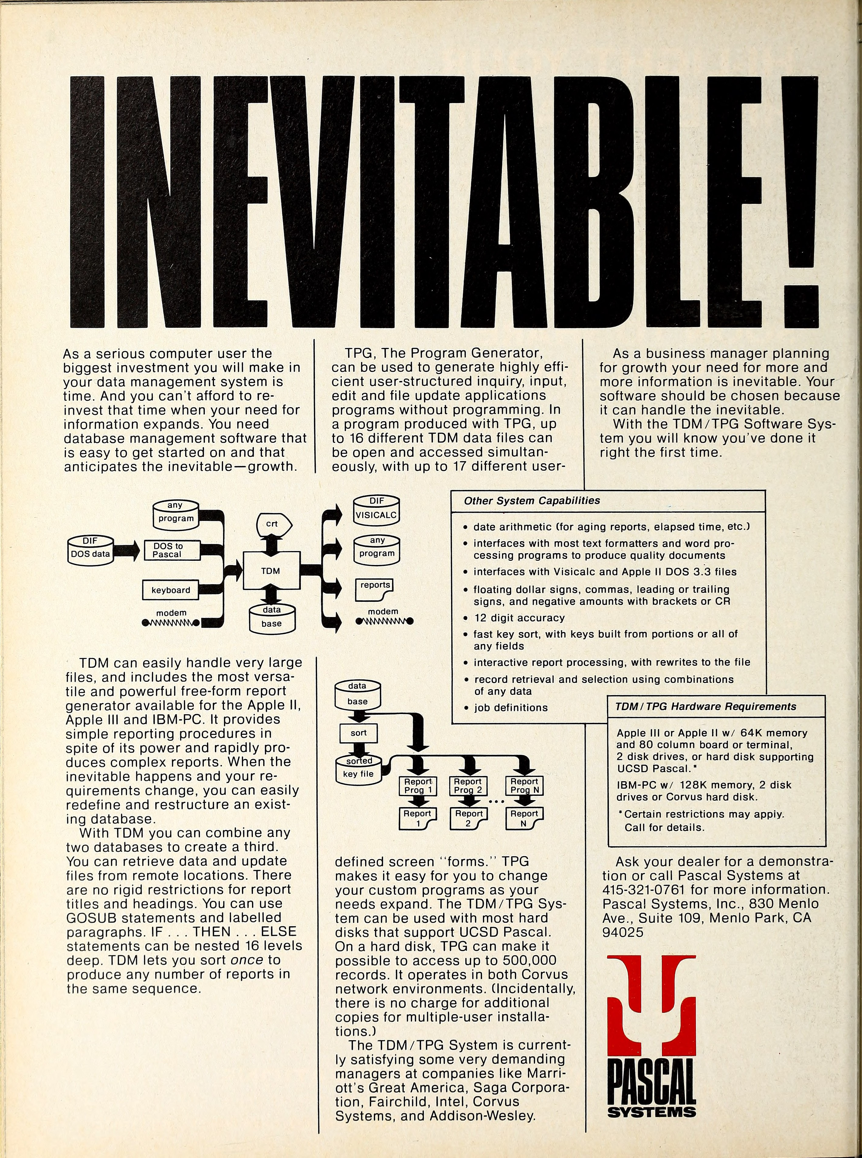 INEVITABLE!
As a serious computer user the
biggest investment you will make in
your data management system is
time. And you can't afford to re-
invest that time when your need for
information expands. You need
database management software that
is easy to get started on and that
anticipates the inevitable—growth.
any
program
DIF
DOS data
DOS to
Pascal
keyboard
modem
crt
TDM
data
base
DIF
VISICALC
any
program
reports
modem
TDM can easily handle very large
files, and includes the most versa-
tile and powerful free-form report
generator available for the Apple II,
Apple III and IBM-PC. It provides
simple reporting procedures in
spite of its power and rapidly pro-
duces complex reports. When the
inevitable happens and your re-
quirements change, you can easily
redefine and restructure an exist-
ing database.
With TDM you can combine any
two databases to create a third.
You can retrieve data and update
files from remote locations. There
are no rigid restrictions for report
titles and headings. You can use
GOSUB statements and labelled
paragraphs. IF . . . THEN . . . ELSE
statements can be nested 16 levels
deep. TDM lets you sort once to
produce any number of reports in
the same sequence.
TPG, The Program Generator,
can be used to generate highly effi-
cient user-structured inquiry, input,
edit and file update applications
programs without programming. In
a program produced with TPG, up
to 16 different TDM data files can
be open and accessed simultan-
eously, with up to 17 different user-
data
base
sort
sorted
key file
Report
Prog 1
Report
Prog 2
Report
Prog N
...
Report
1
Report
2
Report
N
defined screen "forms." TPG
makes it easy for you to change
your custom programs as your
needs expand. The TDM/TPG Sys-
tem can be used with most hard
disks that support UCSD Pascal.
On a hard disk, TPG can make it
possible to access up to 500,000
records. It operates in both Corvus
network environments. (Incidentally,
there is no charge for additional
copies for multiple-user installa-
tions.)
The TDM/TPG System is current-
ly satisfying some very demanding
managers at companies like Marri-
ott's Great America, Saga Corpora-
tion, Fairchild, Intel, Corvus
Systems, and Addison-Wesley.
As a business manager planning
for growth your need for more and
more information is inevitable. Your
software should be chosen because
it can handle the inevitable.
With the TDM/TPG Software Sys-
tem you will know you've done it
right the first time.
Other System Capabilities
• date arithmetic (for aging reports, elapsed time, etc.)
• interfaces with most text formatters and word pro-
cessing programs to produce quality documents
• interfaces with Visicalc and Apple II DOS 3.3 files
• floating dollar signs, commas, leading or trailing
signs, and negative amounts with brackets or CR
• 12 digit accuracy
• fast key sort, with keys built from portions or all of
any fields
• interactive report processing, with rewrites to the file
• record retrieval and selection using combinations
of any data
• job definitions
TDM/TPG Hardware Requirements
Apple III or Apple II w/ 64K memory
and 80 column board or terminal,
2 disk drives, or hard disk supporting
UCSD Pascal.*
IBM-PC w/ 128K memory, 2 disk
drives or Corvus hard disk.
*Certain restrictions may apply.
Call for details.
Ask your dealer for a demonstra-
tion or call Pascal Systems at
415-321-0761 for more information.
Pascal Systems, Inc., 830 Menlo
Ave., Suite 109, Menlo Park, CA
94025
PASCAL
SYSTEMS